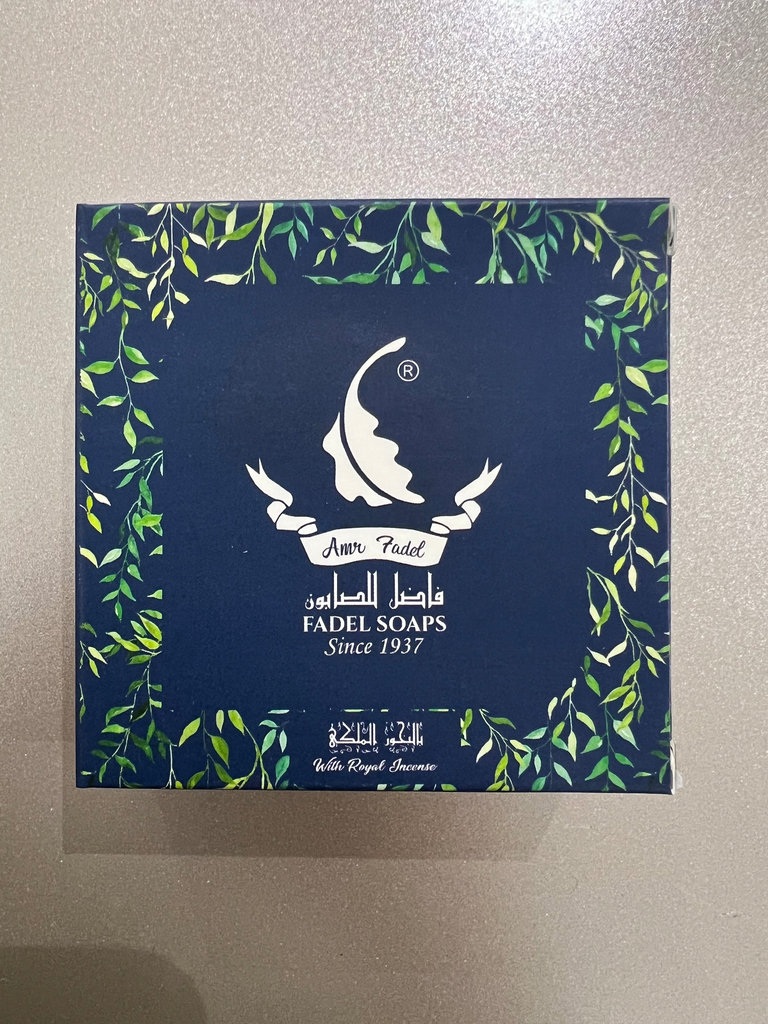 ®
Amr Fadel
فاضل للصابون
FADEL SOAPS
Since 1937
بالبخور الملكي
With Royal Incense